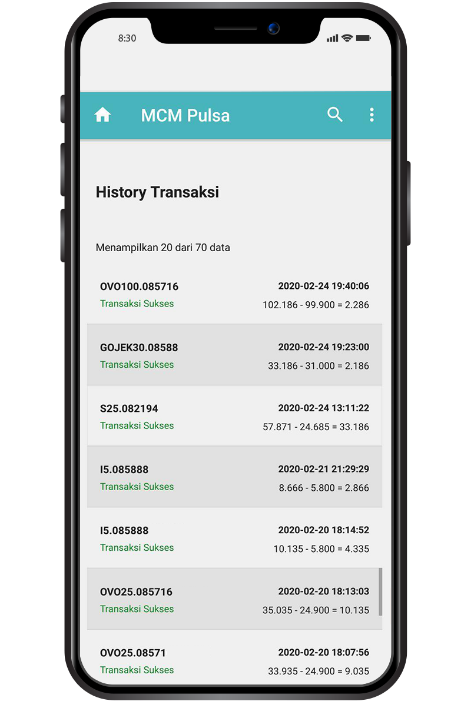 8:30
MCM Pulsa
History Transaksi
Menampilkan 20 dari 70 data
OVO100.085716 2020-02-24 19:40:06
Transaksi Sukses 102.186 - 99.900 = 2.286
GOJEK30.08588 2020-02-24 19:23:00
Transaksi Sukses 33.186 - 31.000 = 2.186
S25.082194 2020-02-24 13:11:22
Transaksi Sukses 57.871 - 24.685 = 33.186
I5.085888 2020-02-21 21:29:29
Transaksi Sukses 8.666 - 5.800 = 2.866
I5.085888 2020-02-20 18:14:52
Transaksi Sukses 10.135 - 5.800 = 4.335
OVO25.085716 2020-02-20 18:13:03
Transaksi Sukses 35.035 - 24.900 = 10.135
OVO25.08571 2020-02-20 18:07:56
Transaksi Sukses 33.935 - 24.900 = 9.035